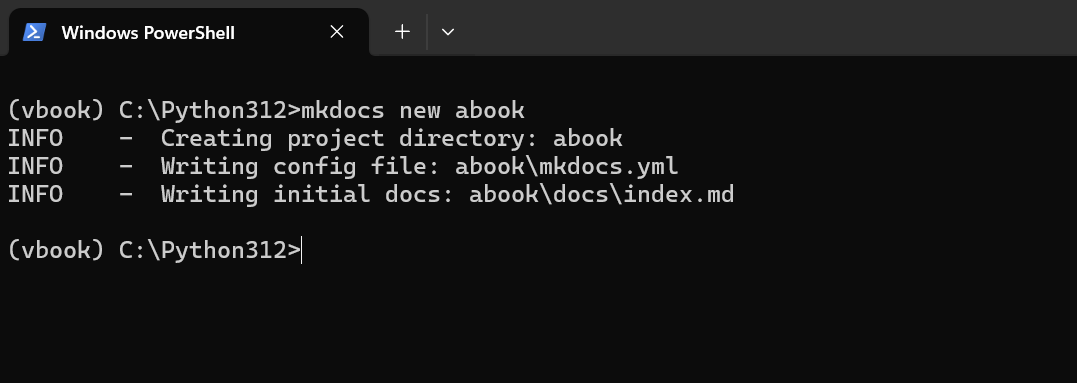 Windows PowerShell
(vbook) C:\Python312>mkdocs new abook
INFO    -  Creating project directory: abook
INFO    -  Writing config file: abook\mkdocs.yml
INFO    -  Writing initial docs: abook\docs\index.md
(vbook) C:\Python312>